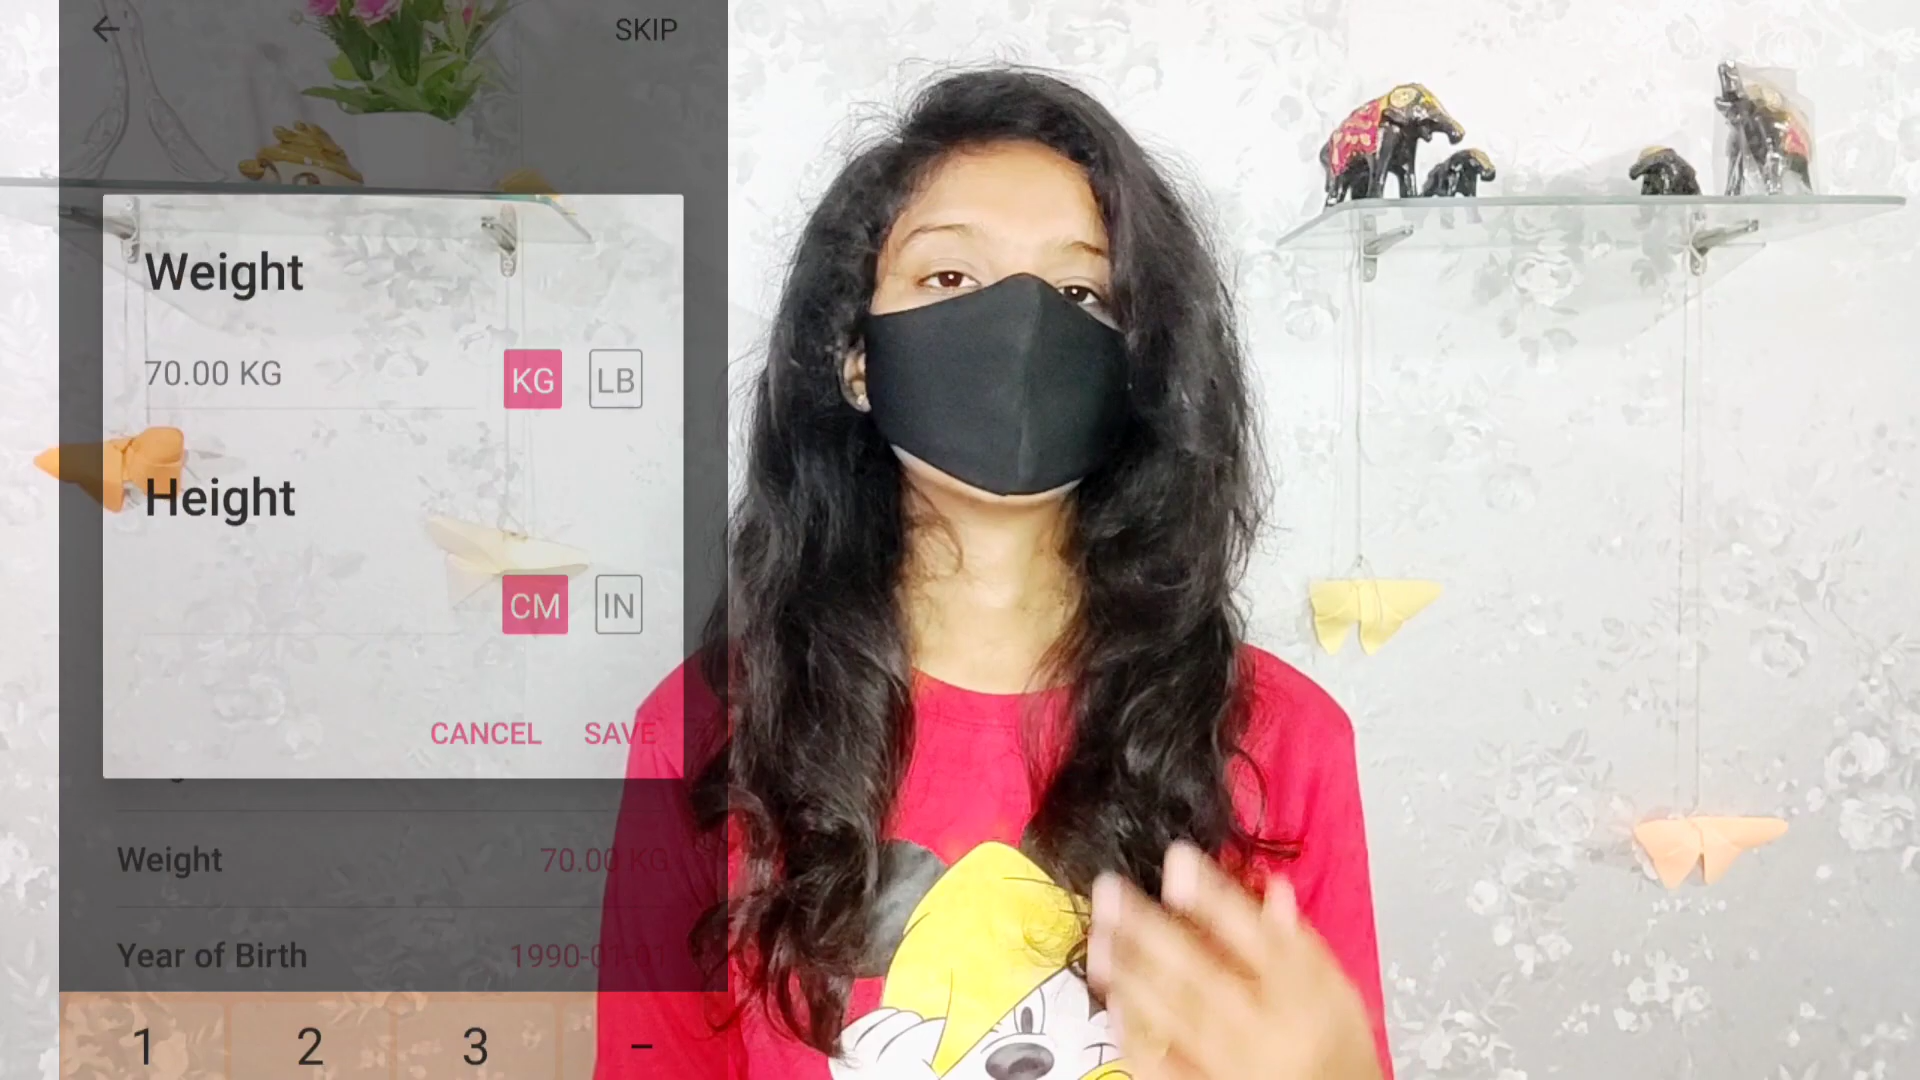 SKIP
Weight
70.00 KG
KG
LB
Height
CM
IN
CANCEL
SAVE
Weight
70.00 KG
Year of Birth
1990-01-01
1
2
3
-